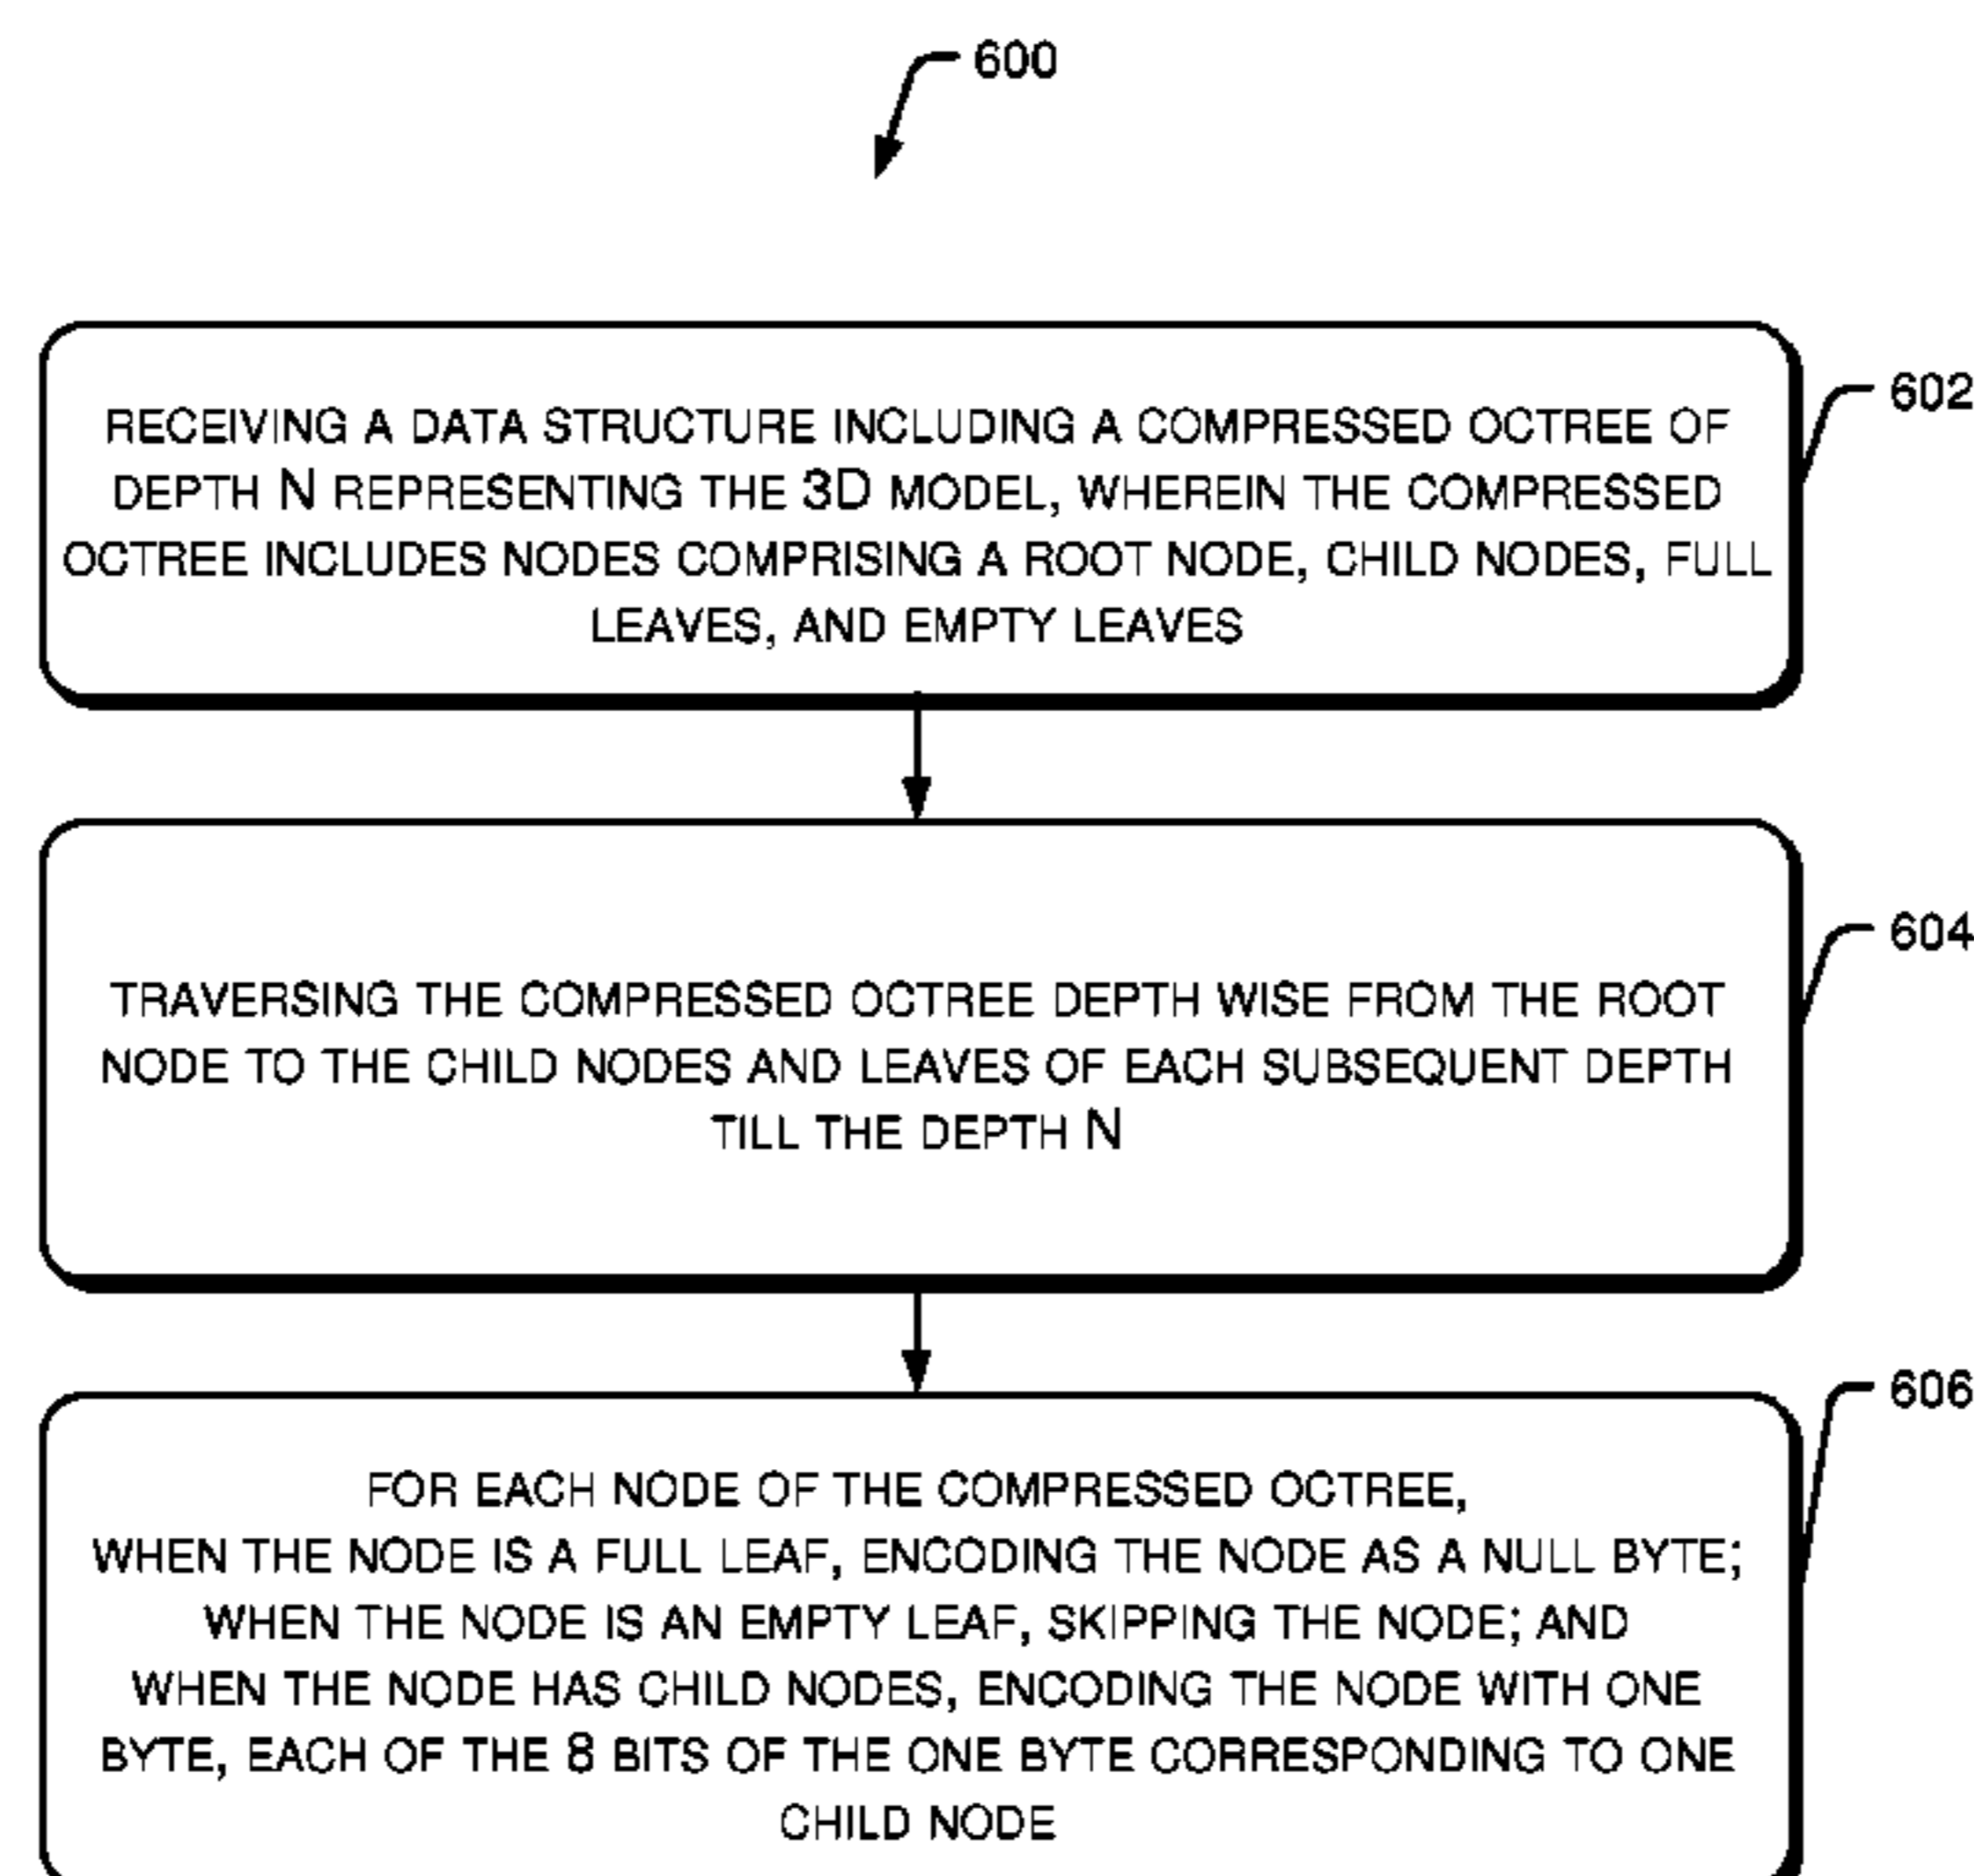 600
RECEIVING A DATA STRUCTURE INCLUDING A COMPRESSED OCTREE OF
DEPTH N REPRESENTING THE 3D MODEL, WHEREIN THE COMPRESSED
OCTREE INCLUDES NODES COMPRISING A ROOT NODE, CHILD NODES, FULL
LEAVES, AND EMPTY LEAVES
602
TRAVERSING THE COMPRESSED OCTREE DEPTH WISE FROM THE ROOT
NODE TO THE CHILD NODES AND LEAVES OF EACH SUBSEQUENT DEPTH
TILL THE DEPTH N
604
FOR EACH NODE OF THE COMPRESSED OCTREE,
WHEN THE NODE IS A FULL LEAF, ENCODING THE NODE AS A NULL BYTE;
WHEN THE NODE IS AN EMPTY LEAF, SKIPPING THE NODE; AND
WHEN THE NODE HAS CHILD NODES, ENCODING THE NODE WITH ONE
BYTE, EACH OF THE 8 BITS OF THE ONE BYTE CORRESPONDING TO ONE
CHILD NODE
606